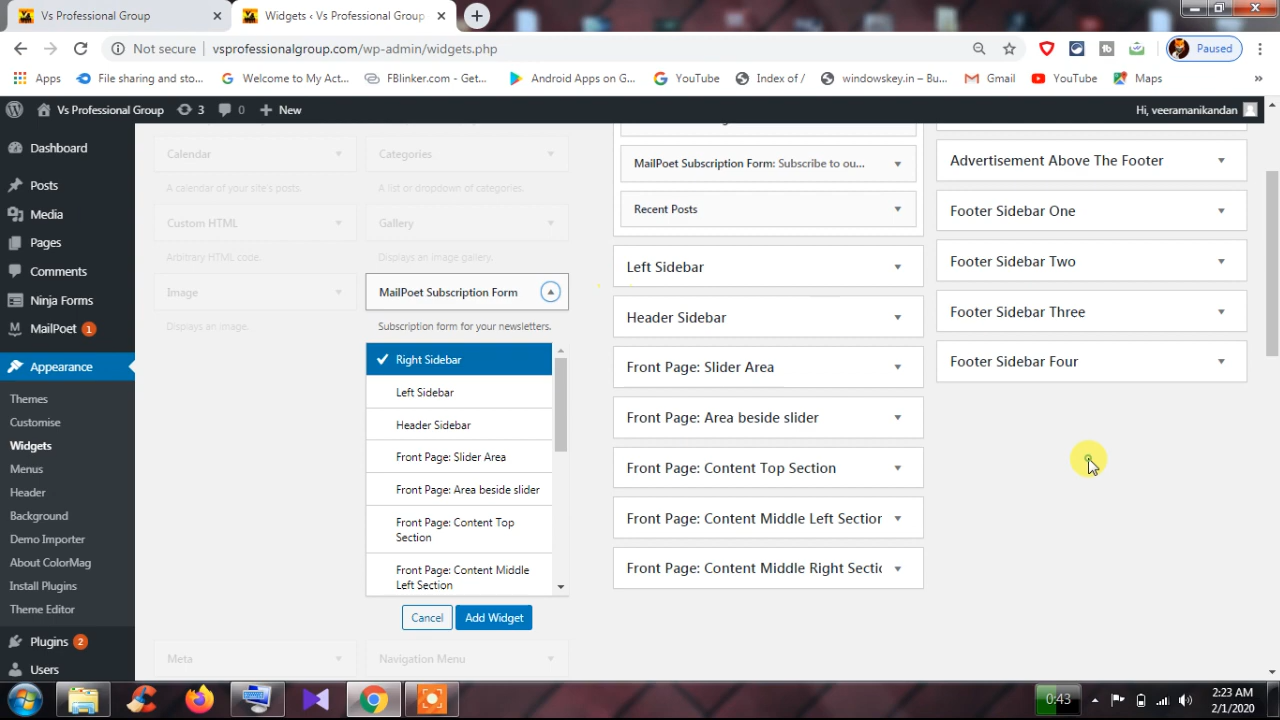 Vs Professional Group
Widgets ‹ Vs Professional Group
Not secure
vsprofessionalgroup.com/wp-admin/widgets.php
Paused
Apps
File sharing and sto...
Welcome to My Act...
FBlinker.com - Get...
Android Apps on G...
YouTube
Index of /
windowskey.in – Bu...
Gmail
YouTube
Maps
»
Vs Professional Group
3
0
New
Hi, veeramanikandan
Dashboard
Posts
Media
Pages
Comments
Ninja Forms
MailPoet 1
Appearance
Themes
Customise
Widgets
Menus
Header
Background
Demo Importer
About ColorMag
Install Plugins
Theme Editor
Plugins 2
Users
Calendar
A calendar of your site's posts.
Custom HTML
Arbitrary HTML code.
Image
Displays an image.
Meta
Categories
A list or dropdown of categories.
Gallery
Displays an image gallery.
MailPoet Subscription Form
Subscription form for your newsletters.
Right Sidebar
Left Sidebar
Header Sidebar
Front Page: Slider Area
Front Page: Area beside slider
Front Page: Content Top
Section
Front Page: Content Middle
Left Section
Cancel
Add Widget
Navigation Menu
MailPoet Subscription Form: Subscribe to ou...
Recent Posts
Left Sidebar
Header Sidebar
Front Page: Slider Area
Front Page: Area beside slider
Front Page: Content Top Section
Front Page: Content Middle Left Section
Front Page: Content Middle Right Sectic
Advertisement Above The Footer
Footer Sidebar One
Footer Sidebar Two
Footer Sidebar Three
Footer Sidebar Four
0:43
2:23 AM
2/1/2020